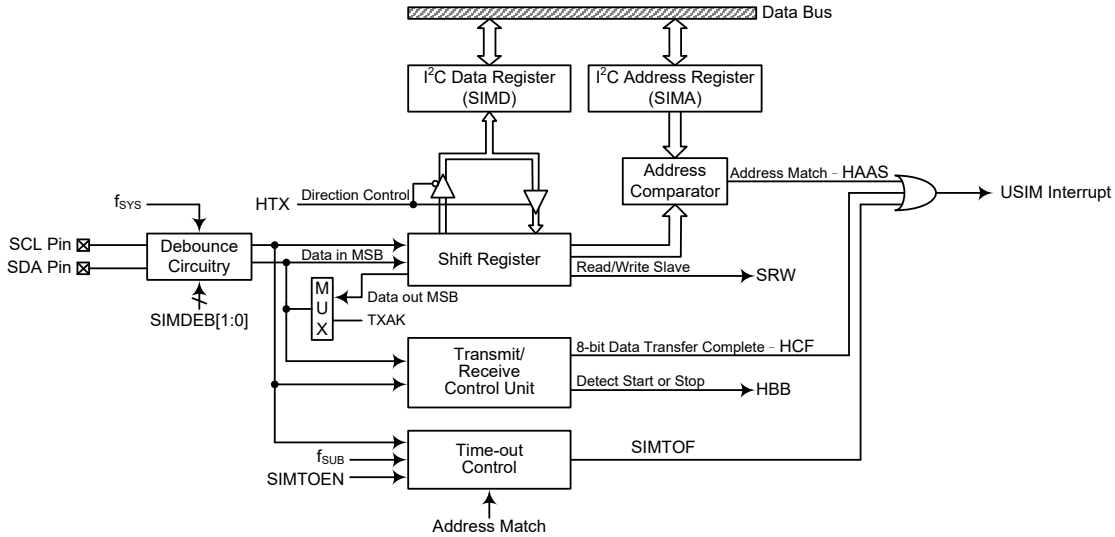 Data Bus
I²C Data Register
(SIMD)
I²C Address Register
(SIMA)
Address
Comparator
Address Match - HAAS
USIM Interrupt
HTX
Direction Control
fSYS
SCL Pin
SDA Pin
Debounce
Circuitry
SIMDEB[1:0]
Data in MSB
Shift Register
Read/Write Slave
SRW
M
U
X
Data out MSB
TXAK
Transmit/
Receive
Control Unit
8-bit Data Transfer Complete - HCF
Detect Start or Stop
HBB
Time-out
Control
SIMTOF
fSUB
SIMTOEN
Address Match